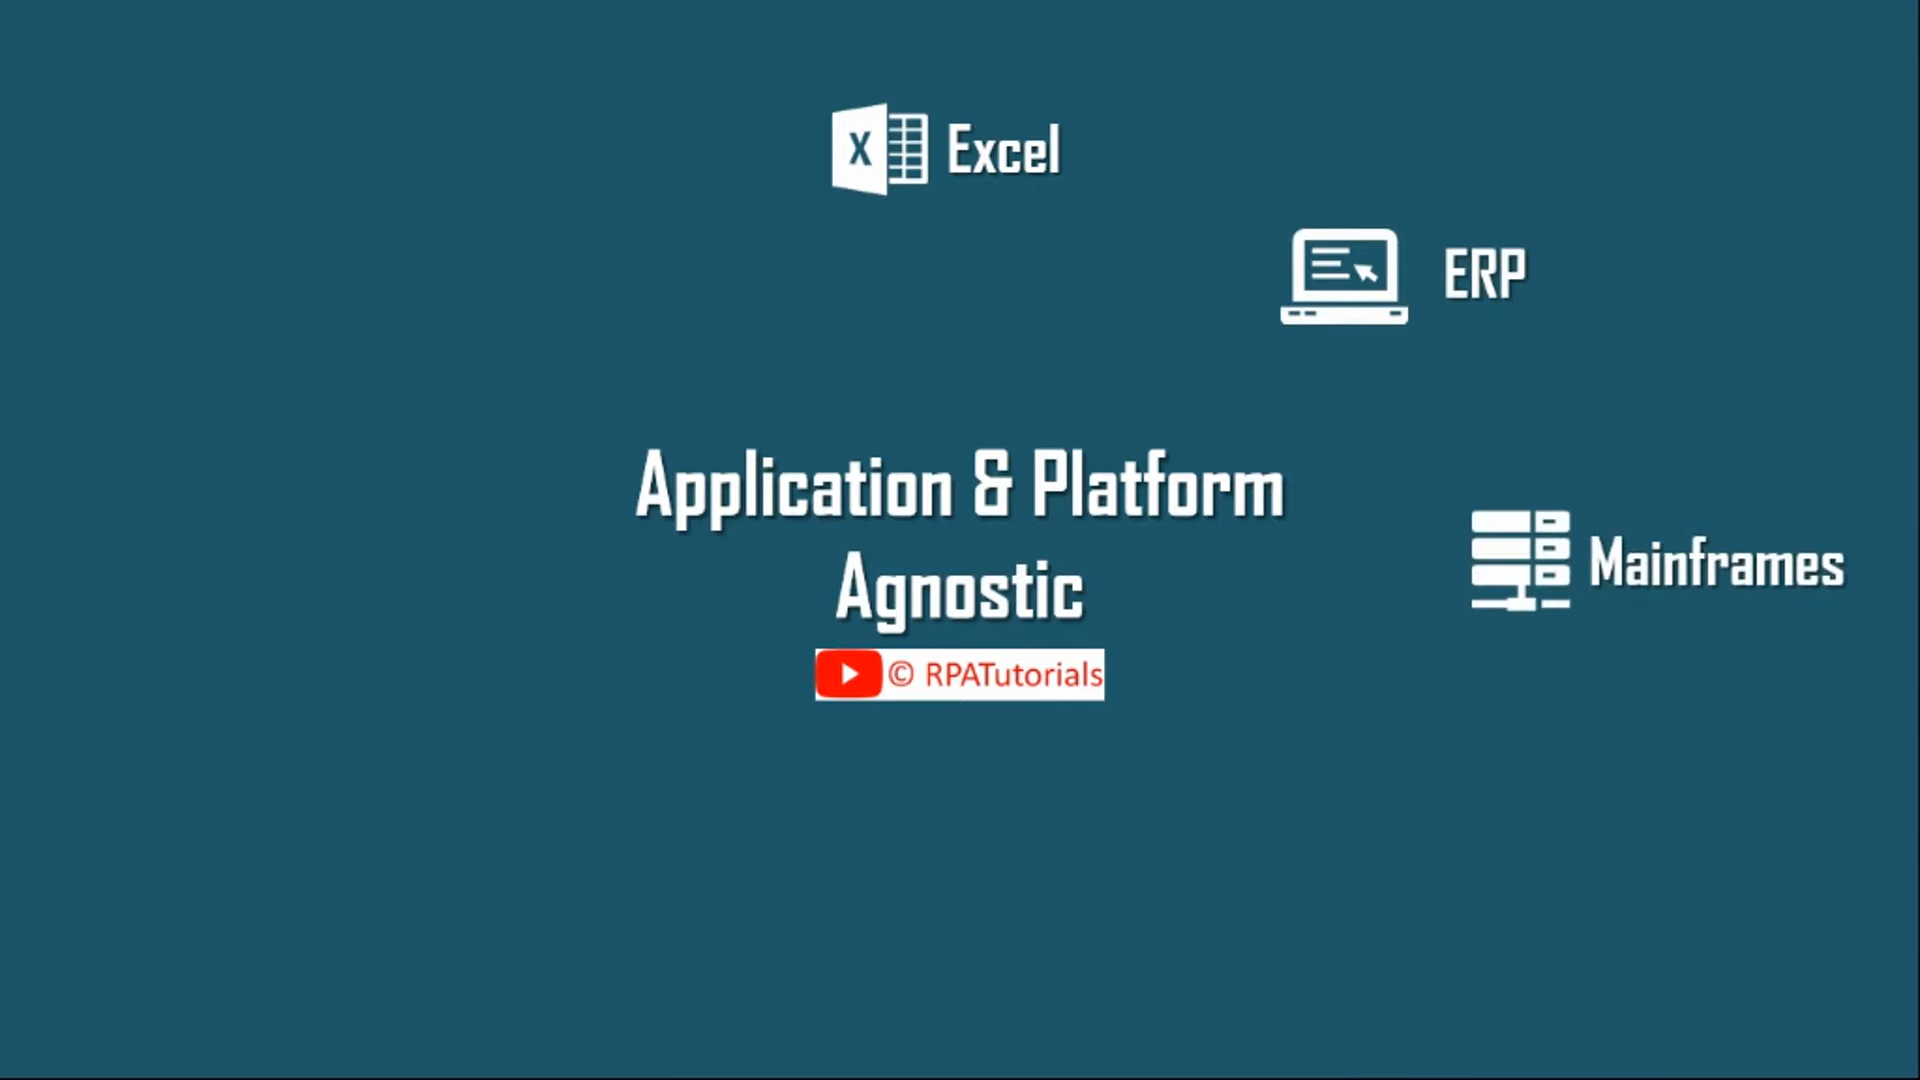 X Excel
ERP
Application & Platform
Agnostic
Mainframes
© RPATutorials